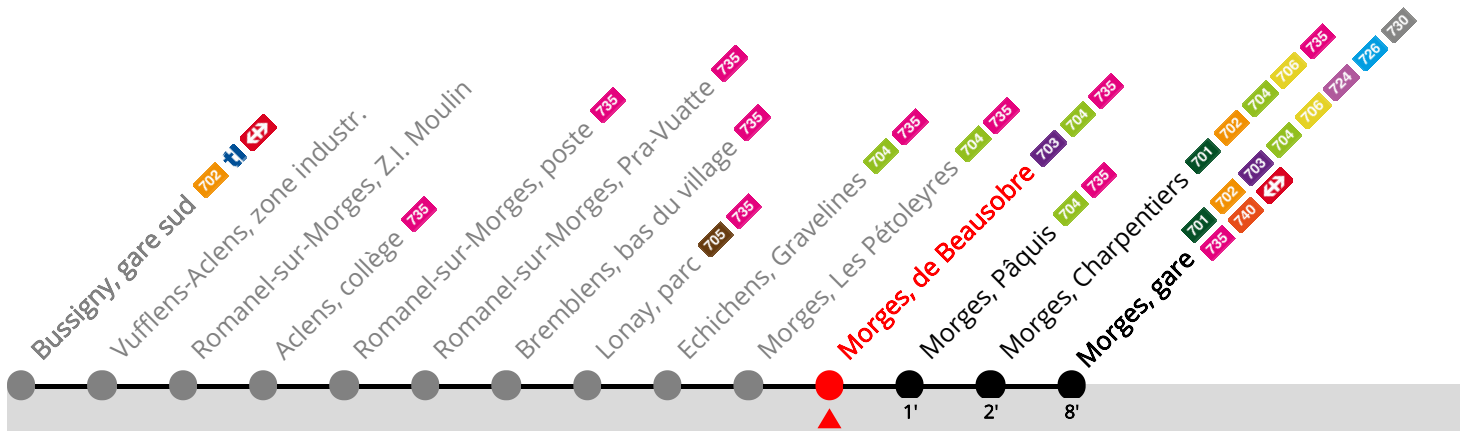 Bussigny, gare sud 702 tl
Vufflens-Aclens, zone industr.
Romanel-sur-Morges, Z.I. Moulin
Aclens, collège 735
Romanel-sur-Morges, poste 735
Romanel-sur-Morges, Pra-Vuatte 735
Bremblens, bas du village 735
Lonay, parc 705 735
Echichens, Gravelines 704 735
Morges, Les Pétoleyres 704 735
Morges, de Beausobre 703 704 735
Morges, Pâquis 704 735
Morges, Charpentiers 701 702 704 706 735
Morges, gare 701 702 703 704 706 724 726 730
735 740
1' 2' 8'